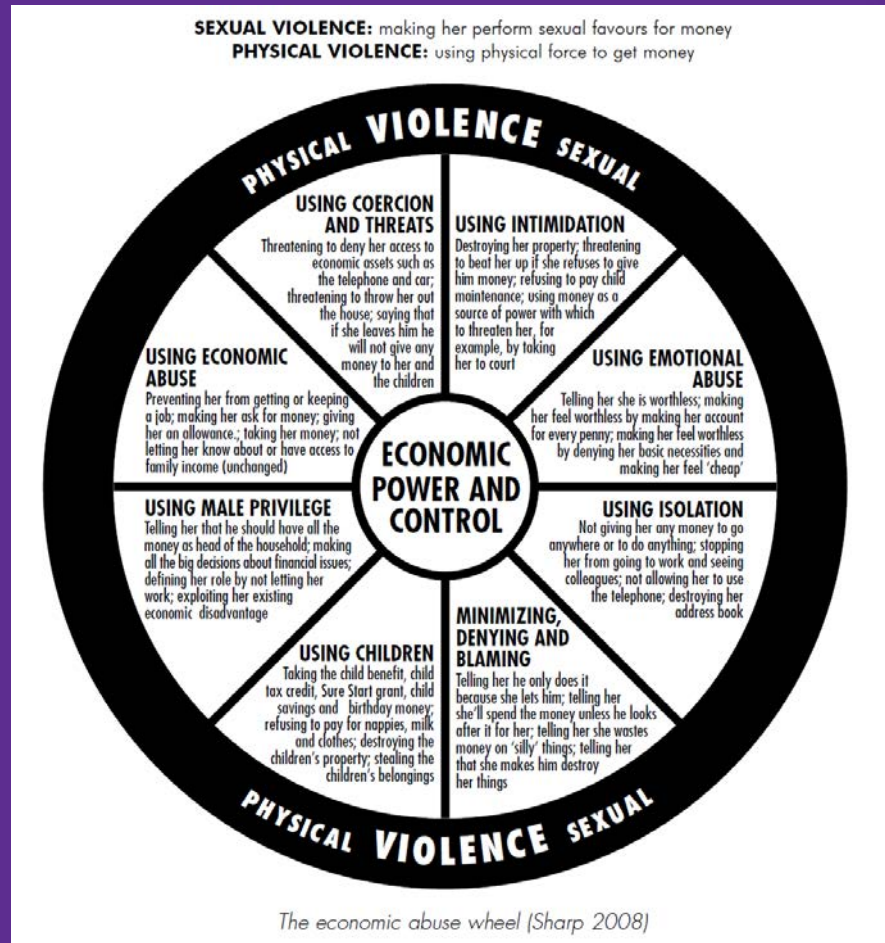 SEXUAL VIOLENCE: making her perform sexual favours for money
PHYSICAL VIOLENCE: using physical force to get money
PHYSICAL VIOLENCE SEXUAL
USING COERCION
AND THREATS
Threatening to deny her access to
economic assets such as
the telephone and car;
threatening to throw her out
the house; saying that
if she leaves him he
will not give any
money to her and
the children
USING INTIMIDATION
Destroying her property; threatening
to beat her up if she refuses to give
him money; refusing to pay child
maintenance; using money as a
source of power with which
to threaten her, for
example, by taking
her to court
USING ECONOMIC
ABUSE
Preventing her from getting or keeping
a job; making her ask for money; giving
her an allowance.; taking her money; not
letting her know about or have access to
family income (unchanged)
USING EMOTIONAL
ABUSE
Telling her she is worthless; making
her feel worthless by making her account
for every penny; making her feel worthless
by denying her basic necessities and
making her feel ‘cheap’
ECONOMIC
POWER AND
CONTROL
USING MALE PRIVILEGE
Telling her that he should have all the
money as head of the household; making
all the big decisions about financial issues;
defining her role by not letting her
work; exploiting her existing
economic disadvantage
USING ISOLATION
Not giving her any money to go
anywhere or to do anything; stopping
her from going to work and seeing
colleagues; not allowing her to use
the telephone; destroying her
address book
USING CHILDREN
Taking the child benefit, child
tax credit, Sure Start grant, child
savings and birthday money;
refusing to pay for nappies, milk
and clothes; destroying the
children’s property; stealing the
children’s belongings
MINIMIZING,
DENYING AND
BLAMING
Telling her he only does it
because she lets him; telling her
she’ll spend the money unless he looks
after it for her; telling her she wastes
money on ‘silly’ things; telling her
that she makes him destroy
her things
PHYSICAL VIOLENCE SEXUAL
The economic abuse wheel (Sharp 2008)